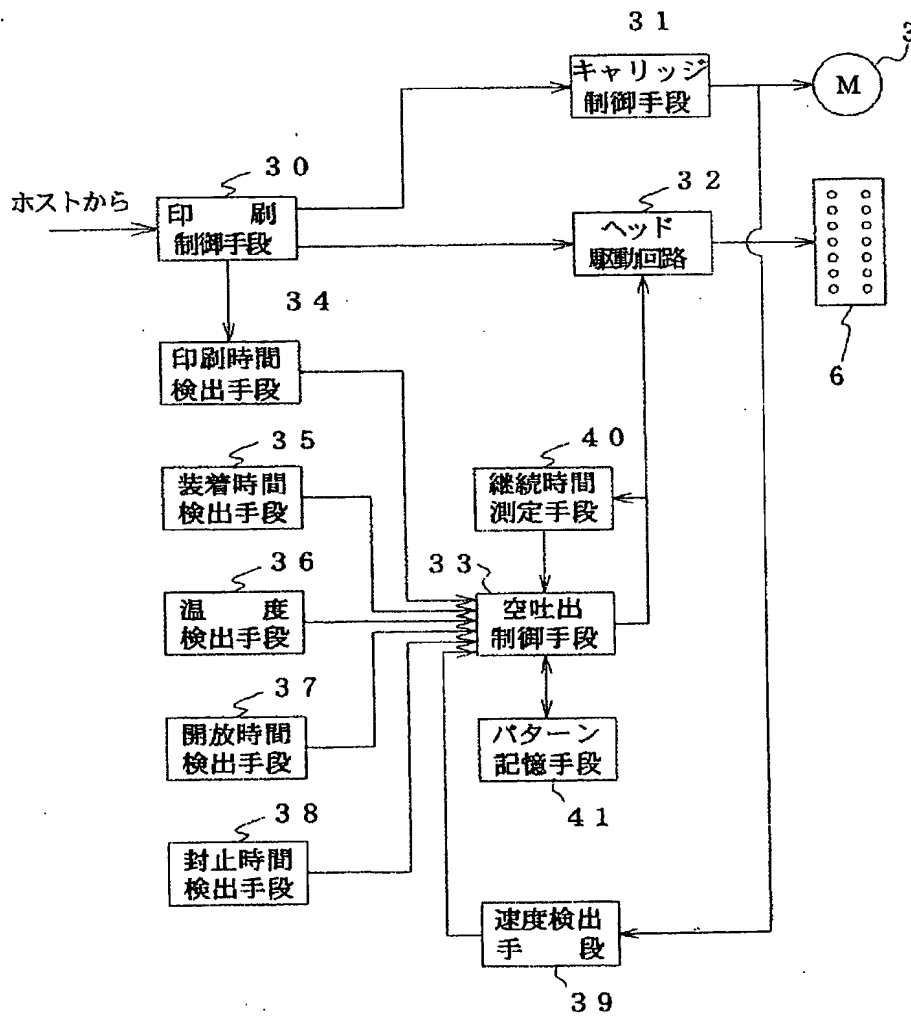 31
キャリッジ
制御手段
3
M
30
ホストから
印 刷
制御手段
32
ヘッド
駆動回路
6
34
印刷時間
検出手段
35
装着時間
検出手段
40
継続時間
測定手段
36
温 度
検出手段
33
空吐出
制御手段
37
開放時間
検出手段
パターン
記憶手段
41
38
封止時間
検出手段
速度検出
手 段
39